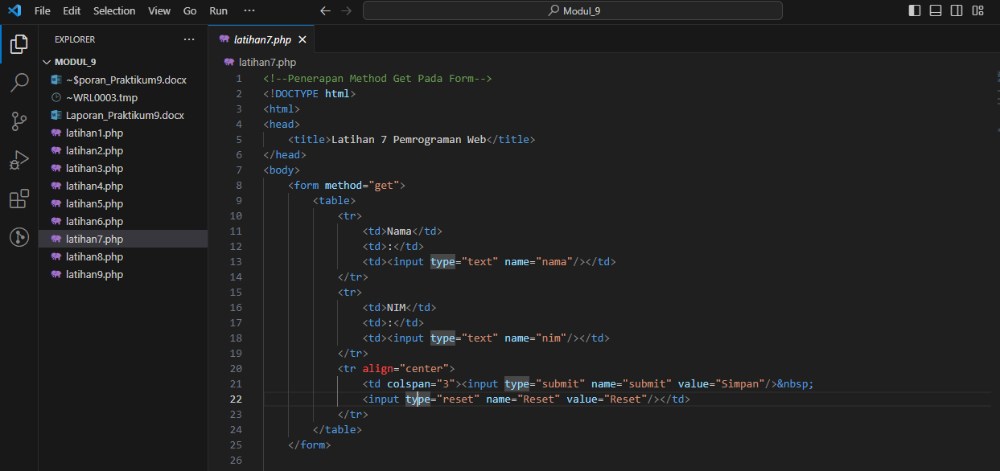 File Edit Selection View Go Run ··· Modul_9
EXPLORER ···
MODUL_9
~$poran_Praktikum9.docx
~WRL0003.tmp
Laporan_Praktikum9.docx
latihan1.php
latihan2.php
latihan3.php
latihan4.php
latihan5.php
latihan6.php
latihan7.php
latihan8.php
latihan9.php
latihan7.php
latihan7.php
1 <!--Penerapan Method Get Pada Form-->
2 <!DOCTYPE html>
3 <html>
4 <head>
5 <title>Latihan 7 Pemrograman Web</title>
6 </head>
7 <body>
8 <form method="get">
9 <table>
10 <tr>
11 <td>Nama</td>
12 <td>:</td>
13 <td><input type="text" name="nama"/></td>
14 </tr>
15 <tr>
16 <td>NIM</td>
17 <td>:</td>
18 <td><input type="text" name="nim"/></td>
19 </tr>
20 <tr align="center">
21 <td colspan="3"><input type="submit" name="submit" value="Simpan"/>&nbsp;
22 <input type="reset" name="Reset" value="Reset"/></td>
23 </tr>
24 </table>
25 </form>
26